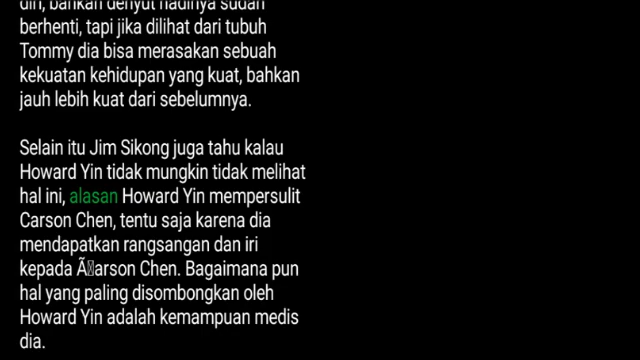 diri, bahkan denyut nadinya sudah
berhenti, tapi jika dilihat dari tubuh
Tommy dia bisa merasakan sebuah
kekuatan kehidupan yang kuat, bahkan
jauh lebih kuat dari sebelumnya.
Selain itu Jim Sikong juga tahu kalau
Howard Yin tidak mungkin tidak melihat
hal ini, alasan Howard Yin mempersulit
Carson Chen, tentu saja karena dia
mendapatkan rangsangan dan iri
kepada Ã▯arson Chen. Bagaimana pun
hal yang paling disombongkan oleh
Howard Yin adalah kemampuan medis
dia.